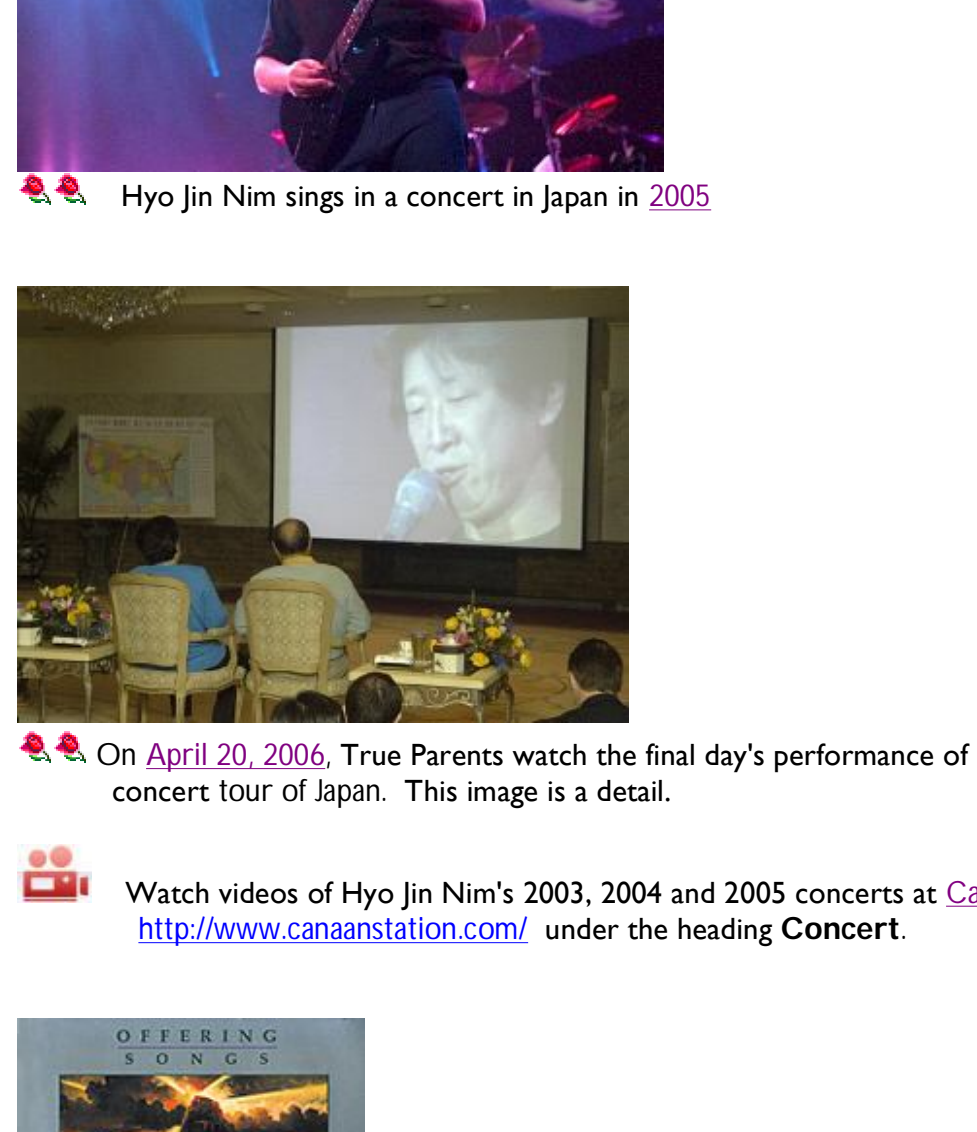 Hyo Jin Nim sings in a concert in Japan in 2005
On April 20, 2006, True Parents watch the final day's performance of
concert tour of Japan. This image is a detail.
Watch videos of Hyo Jin Nim's 2003, 2004 and 2005 concerts at
http://www.canaanstation.com/ under the heading Concert.
OFFERING
SONGS